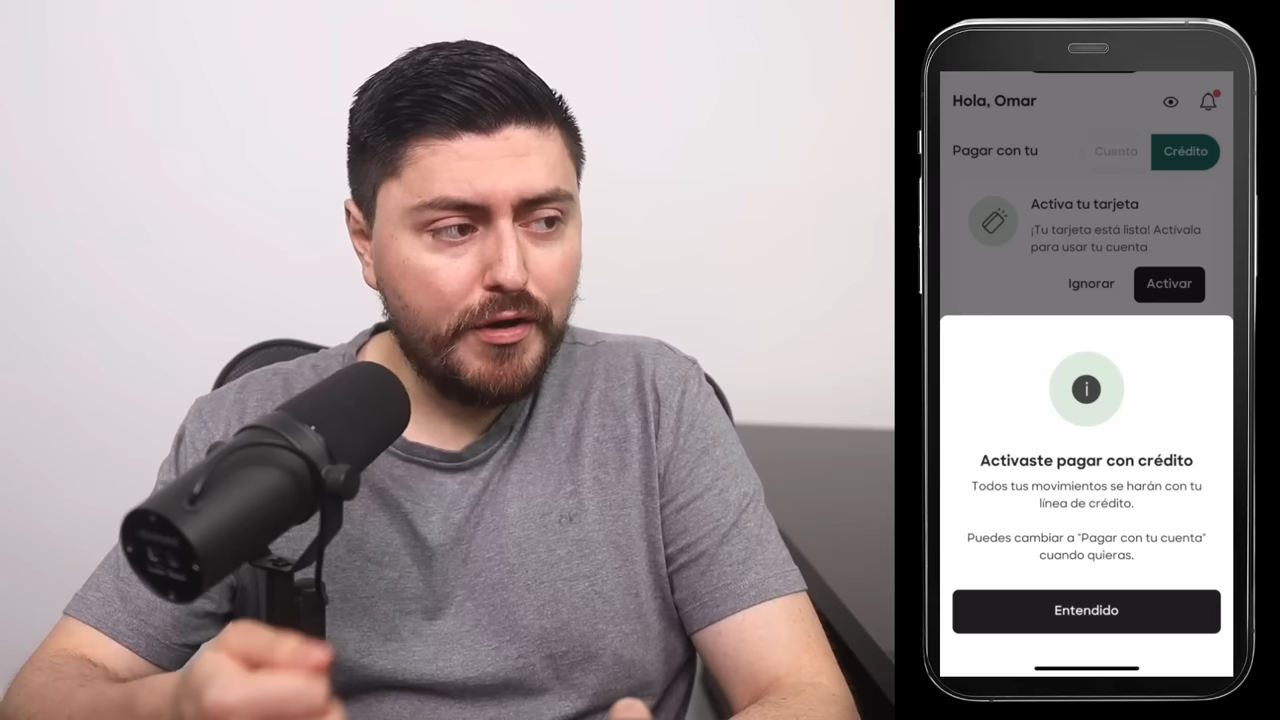 Hola, Omar
Pagar con tu
Cuenta
Crédito
Activa tu tarjeta
¡Tu tarjeta está lista! Actívala
para usar tu cuenta
Ignorar
Activar
Activaste pagar con crédito
Todos tus movimientos se harán con tu
línea de crédito.
Puedes cambiar a "Pagar con tu cuenta"
cuando quieras.
Entendido